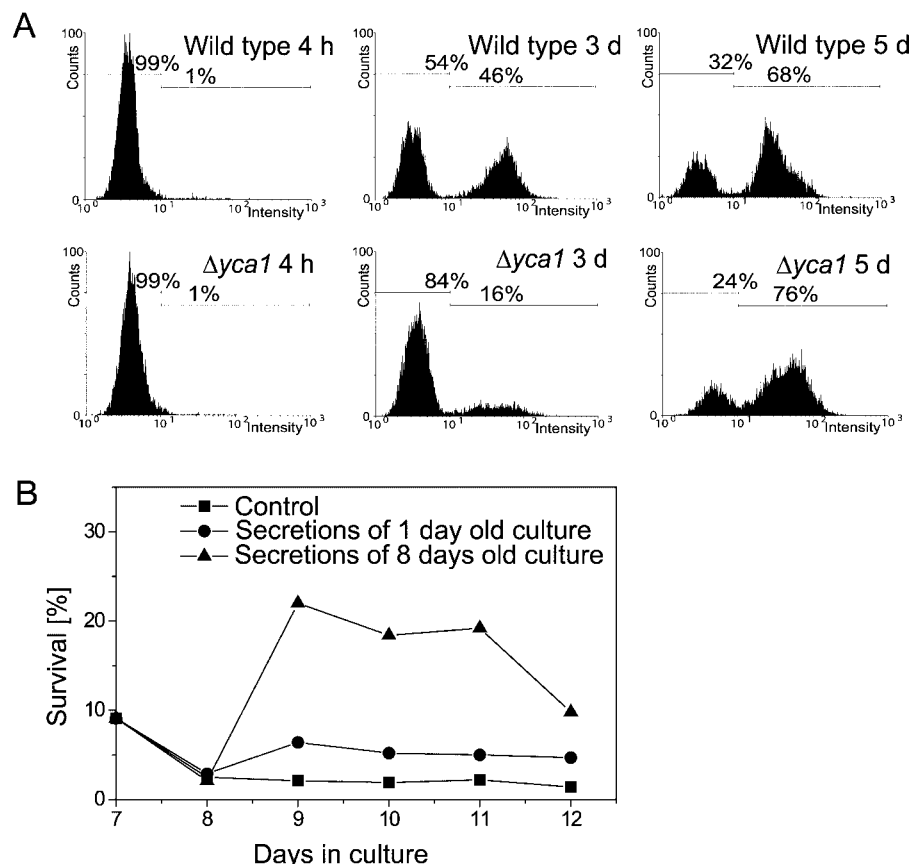 A
Wild type 4 h
100
Counts
0
99%
1%
10^0
10^1
10^2
Intensity
10^3
Wild type 3 d
100
Counts
0
54%
46%
10^0
10^1
10^2
Intensity
10^3
Wild type 5 d
100
Counts
0
32%
68%
10^0
10^1
10^2
Intensity
10^3
Δyca1 4 h
100
Counts
0
99%
1%
10^0
10^1
10^2
Intensity
10^3
Δyca1 3 d
100
Counts
0
84%
16%
10^0
10^1
10^2
Intensity
10^3
Δyca1 5 d
100
Counts
0
24%
76%
10^0
10^1
10^2
Intensity
10^3
B
Control
Secretions of 1 day old culture
Secretions of 8 days old culture
Survival [%]
30
20
10
0
7 8 9 10 11 12
Days in culture